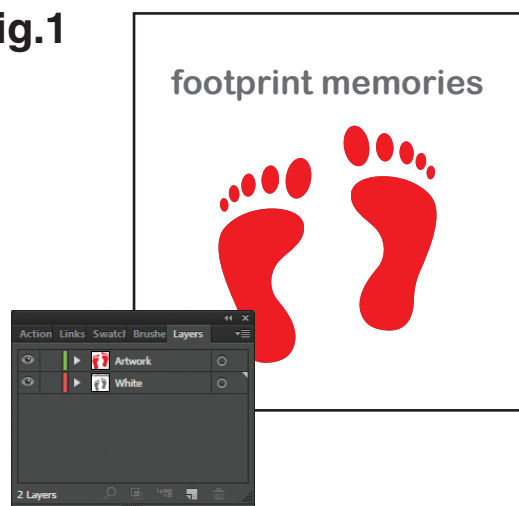 ig.1
footprint memories
Action Links Swatcl Brushe Layers
Artwork
White
2 Layers